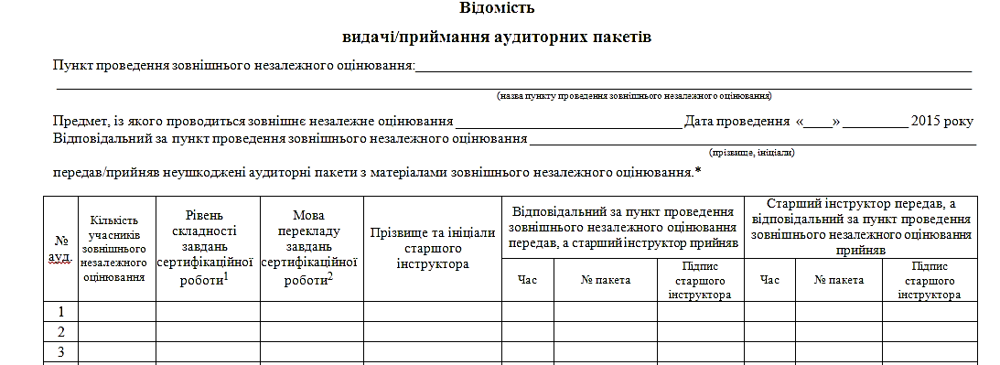 Відомість
видачі/приймання аудиторних пакетів
Пункт проведення зовнішнього незалежного оцінювання:
(назва пункту проведення зовнішнього незалежного оцінювання)
Предмет, із якого проводиться зовнішнє незалежне оцінювання ____ Дата проведення «____» ____ 2015 року
Відповідальний за пункт проведення зовнішнього незалежного оцінювання
(прізвище, ініціали)
передав/прийняв неушкоджені аудиторні пакети з матеріалами зовнішнього незалежного оцінювання.*
№
ауд.
Кількість
учасників
зовнішнього
незалежного
оцінювання
Рівень
складності
завдань
сертифікаційної
роботи1
Мова
перекладу
завдань
сертифікаційної
роботи2
Прізвище та ініціали
старшого
інструктора
Відповідальний за пункт проведення
зовнішнього незалежного оцінювання
передав, а старший інструктор прийняв
Старший інструктор передав, а
відповідальний за пункт проведення
зовнішнього незалежного оцінювання
прийняв
Час
№ пакета
Підпис
старшого
інструктора
Час
№ пакета
Підпис
старшого
інструктора
1
2
3